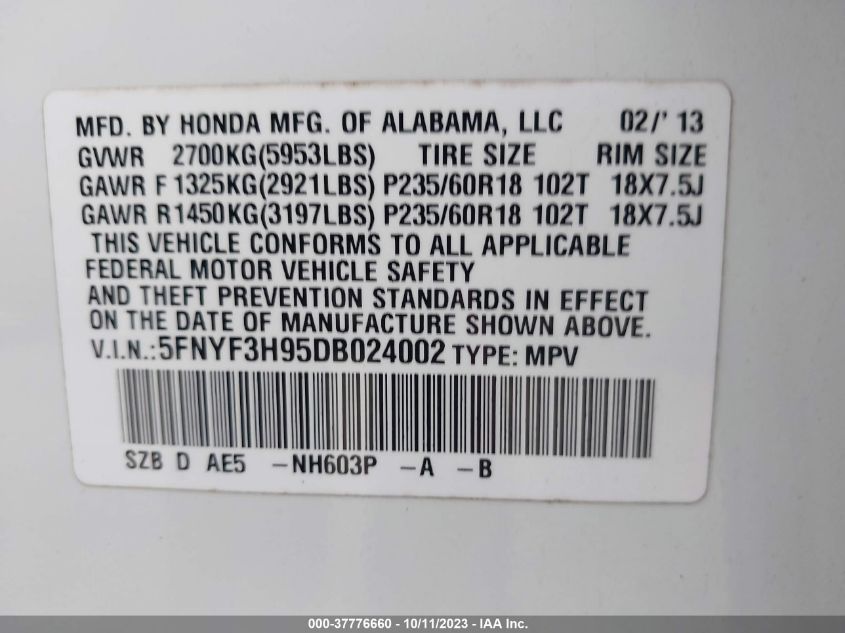 MFD. BY HONDA MFG. OF ALABAMA, LLC 02/' 13
GVWR 2700KG(5953LBS) TIRE SIZE RIM SIZE
GAWR F 1325KG(2921LBS) P235/60R18 102T 18X7.5J
GAWR R1450KG(3197LBS) P235/60R18 102T 18X7.5J
THIS VEHICLE CONFORMS TO ALL APPLICABLE
FEDERAL MOTOR VEHICLE SAFETY
AND THEFT PREVENTION STANDARDS IN EFFECT
ON THE DATE OF MANUFACTURE SHOWN ABOVE.
V.I.N.:5FNYF3H95DB024002 TYPE: MPV
SZB D AE5 -NH603P -A -B
000-37776660 - 10/11/2023 - IAA Inc.